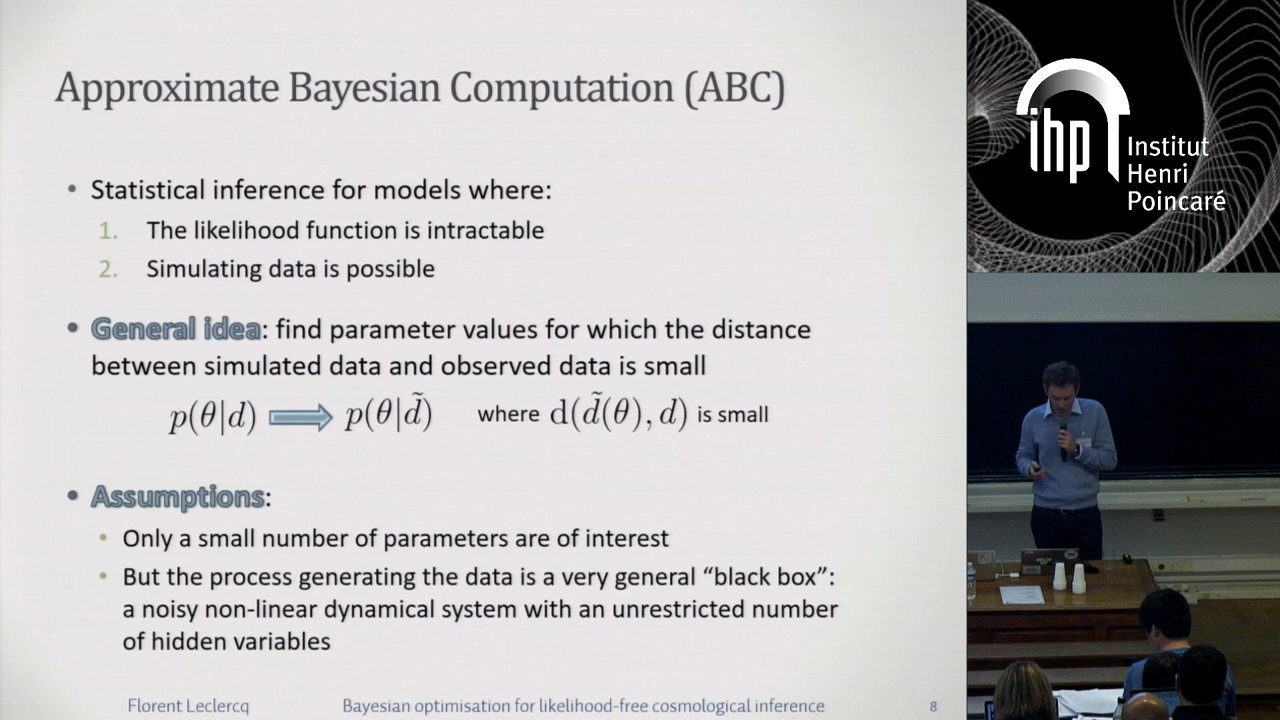 Approximate Bayesian Computation (ABC)
• Statistical inference for models where:
1. The likelihood function is intractable
2. Simulating data is possible
• General idea: find parameter values for which the distance
between simulated data and observed data is small
p(θ|d) ⟹ p(θ|d̃) where d(d̃(θ), d) is small
• Assumptions:
• Only a small number of parameters are of interest
• But the process generating the data is a very general “black box”:
a noisy non-linear dynamical system with an unrestricted number
of hidden variables
Florent Leclercq Bayesian optimisation for likelihood-free cosmological inference 8
ihp Institut
Henri
Poincaré